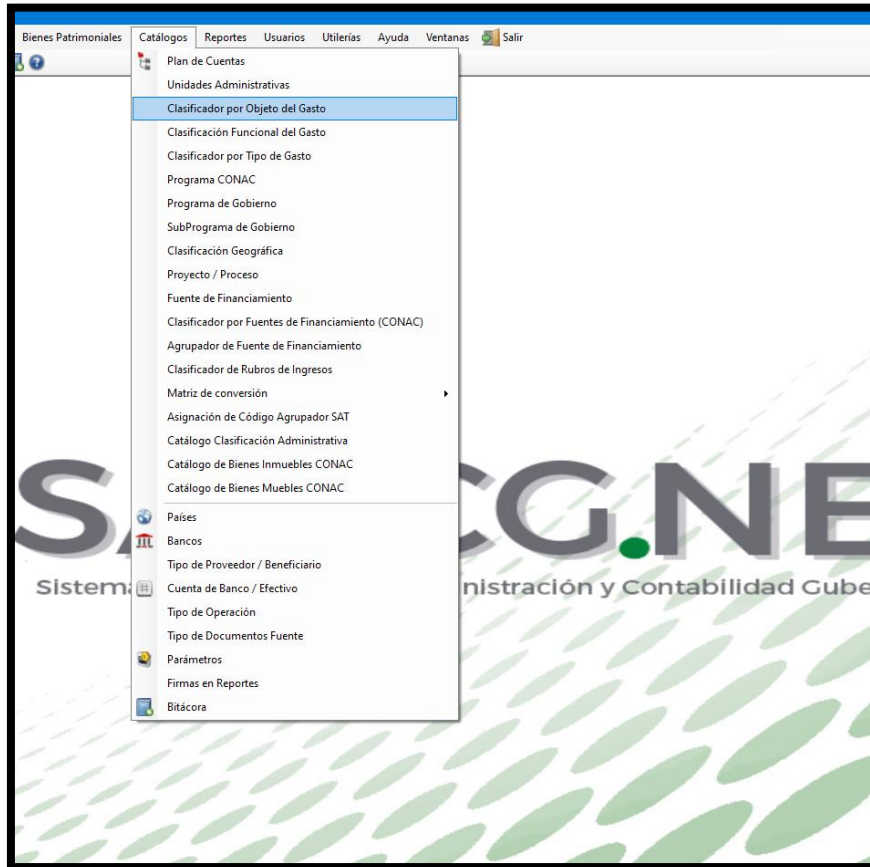 Bienes Patrimoniales Catálogos Reportes Usuarios Utilerías Ayuda Ventanas Salir
Plan de Cuentas
Unidades Administrativas
Clasificador por Objeto del Gasto
Clasificación Funcional del Gasto
Clasificador por Tipo de Gasto
Programa CONAC
Programa de Gobierno
SubPrograma de Gobierno
Clasificación Geográfica
Proyecto / Proceso
Fuente de Financiamiento
Clasificador por Fuentes de Financiamiento (CONAC)
Agrupador de Fuente de Financiamiento
Clasificador de Rubros de Ingresos
Matriz de conversión
Asignación de Código Agrupador SAT
Catálogo Clasificación Administrativa
Catálogo de Bienes Inmuebles CONAC
Catálogo de Bienes Muebles CONAC
Países
Bancos
Tipo de Proveedor / Beneficiario
Cuenta de Banco / Efectivo
Tipo de Operación
Tipo de Documentos Fuente
Parámetros
Firmas en Reportes
Bitácora
CG.NE
Sistema nistración y Contabilidad Gube